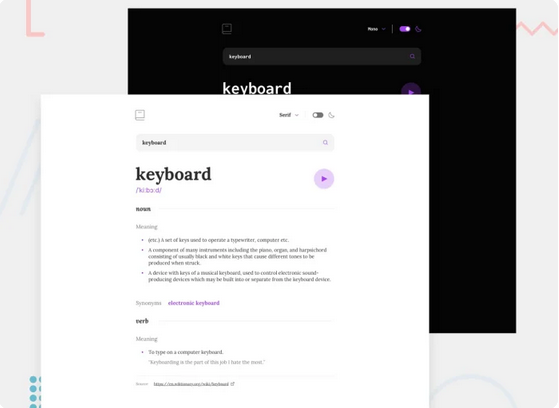 Mono
keyboard
keyboard
Serif
keyboard
keyboard
/ˈkiːbɔːd/
noun
Meaning
(etc.) A set of keys used to operate a typewriter, computer etc.
A component of many instruments including the piano, organ, and harpsichord
consisting of usually black and white keys that cause different tones to be
produced when struck.
A device with keys of a musical keyboard, used to control electronic sound-
producing devices which may be built into or separate from the keyboard device.
Synonyms electronic keyboard
verb
Meaning
To type on a computer keyboard.
"Keyboarding is the part of this job I hate the most."
Source https://en.wiktionary.org/wiki/keyboard